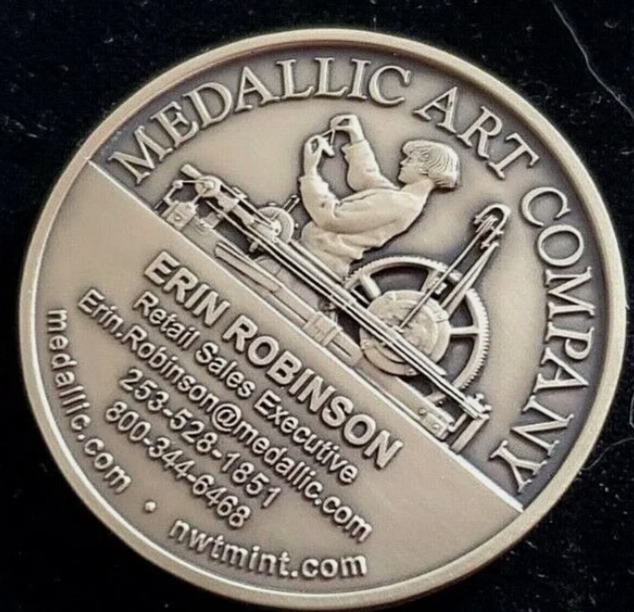 MEDALLIC ART COMPANY
ERIN ROBINSON
Retail Sales Executive
Erin.Robinson@medallic.com
253-528-1851
800-344-6468
medallic.com • nwtmint.com